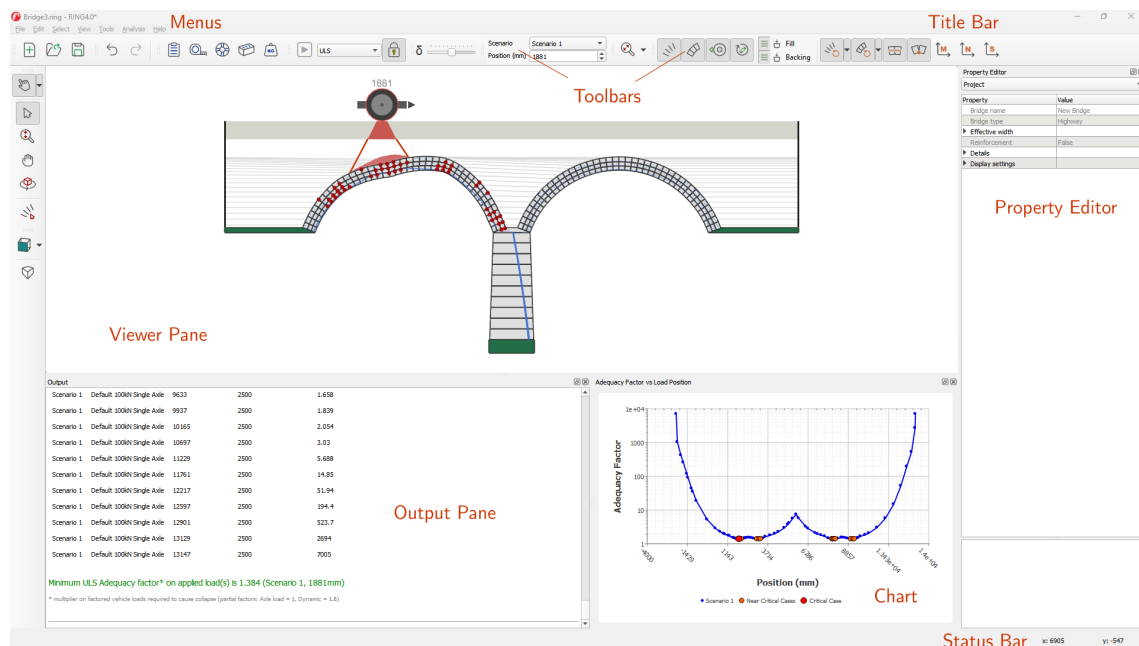 Bridge3.ring - RING4.0*
Menus
Title Bar
File Edit Select View Tools Analysis Help
ULS
δ
Scenario
Scenario 1
Position (mm)
1881
Fill
Backing
M
N
S
Toolbars
1881
Viewer Pane
Property Editor
Project
Property Value
Bridge name New Bridge
Bridge type Highway
Effective width
Reinforcement False
Details
Display settings
Property Editor
Output
Scenario 1 Default 100kN Single Axle 9633 2500 1.658
Scenario 1 Default 100kN Single Axle 9937 2500 1.839
Scenario 1 Default 100kN Single Axle 10165 2500 2.054
Scenario 1 Default 100kN Single Axle 10697 2500 3.03
Scenario 1 Default 100kN Single Axle 11229 2500 5.688
Scenario 1 Default 100kN Single Axle 11761 2500 14.85
Scenario 1 Default 100kN Single Axle 12217 2500 51.94
Scenario 1 Default 100kN Single Axle 12597 2500 194.4
Scenario 1 Default 100kN Single Axle 12901 2500 523.7
Scenario 1 Default 100kN Single Axle 13129 2500 2694
Scenario 1 Default 100kN Single Axle 13147 2500 7005
Output Pane
Minimum ULS Adequacy factor* on applied load(s) is 1.384 (Scenario 1, 1881mm)
* multiplier on factored vehicle loads required to cause collapse (partial factors: Axle load = 1, Dynamic = 1.8)
Adequacy Factor vs Load Position
Adequacy Factor
1e+04
1000
100
10
1
-4000 -1429 1143 3714 6286 8857 1.143e+04 1.4e+04
Position (mm)
Scenario 1 Near Critical Cases Critical Case
Chart
Status Bar
x: 6905 y: -547